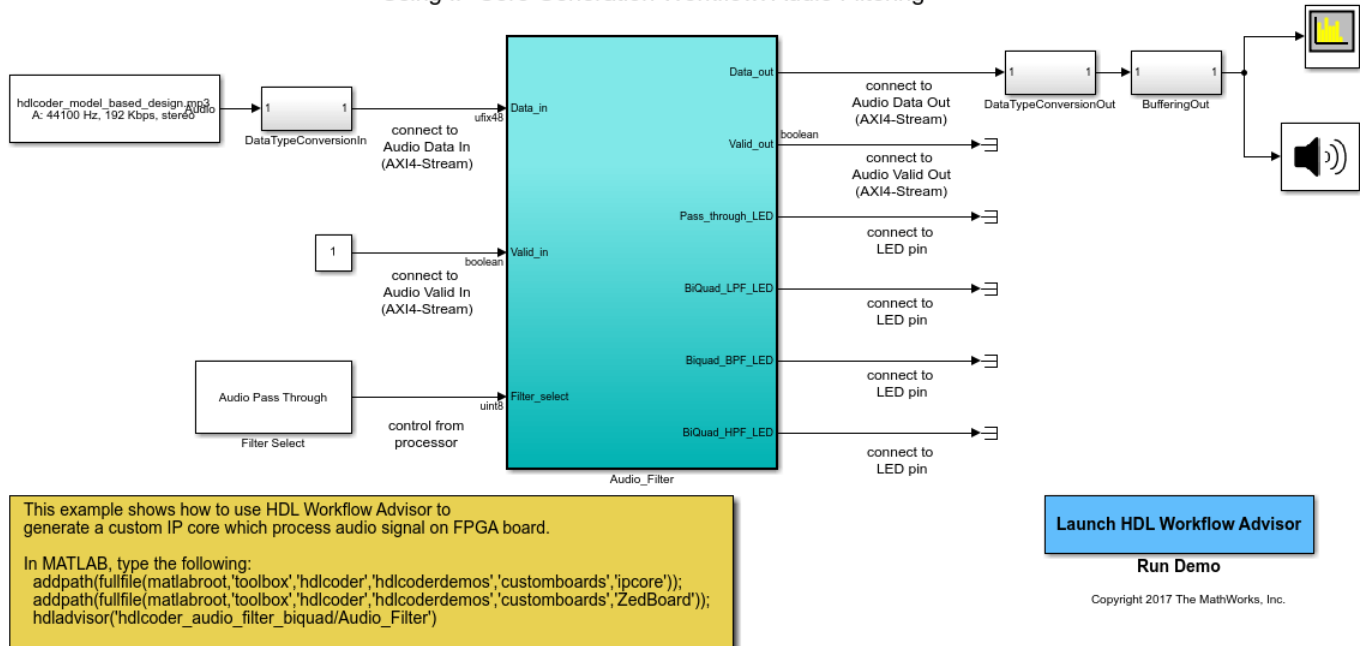 hdlcoder_model_based_design.mp3
A: 44100 Hz, 192 Kbps, stereo
Audio
1 1
DataTypeConversionIn
ufix48
connect to
Audio Data In
(AXI4-Stream)
1
boolean
connect to
Audio Valid In
(AXI4-Stream)
Audio Pass Through
Filter Select
uint8
control from
processor
Data_in
Valid_in
Filter_select
Data_out
Valid_out
Pass_through_LED
BiQuad_LPF_LED
Biquad_BPF_LED
BiQuad_HPF_LED
Audio_Filter
connect to
Audio Data Out
(AXI4-Stream)
boolean
connect to
Audio Valid Out
(AXI4-Stream)
connect to
LED pin
connect to
LED pin
connect to
LED pin
connect to
LED pin
1 1
DataTypeConversionOut
1 1
BufferingOut
This example shows how to use HDL Workflow Advisor to
generate a custom IP core which process audio signal on FPGA board.
In MATLAB, type the following:
addpath(fullfile(matlabroot,'toolbox','hdlcoder','hdlcoderdemos','customboards','ipcore'));
addpath(fullfile(matlabroot,'toolbox','hdlcoder','hdlcoderdemos','customboards','ZedBoard'));
hdladvisor('hdlcoder_audio_filter_biquad/Audio_Filter')
Launch HDL Workflow Advisor
Run Demo
Copyright 2017 The MathWorks, Inc.